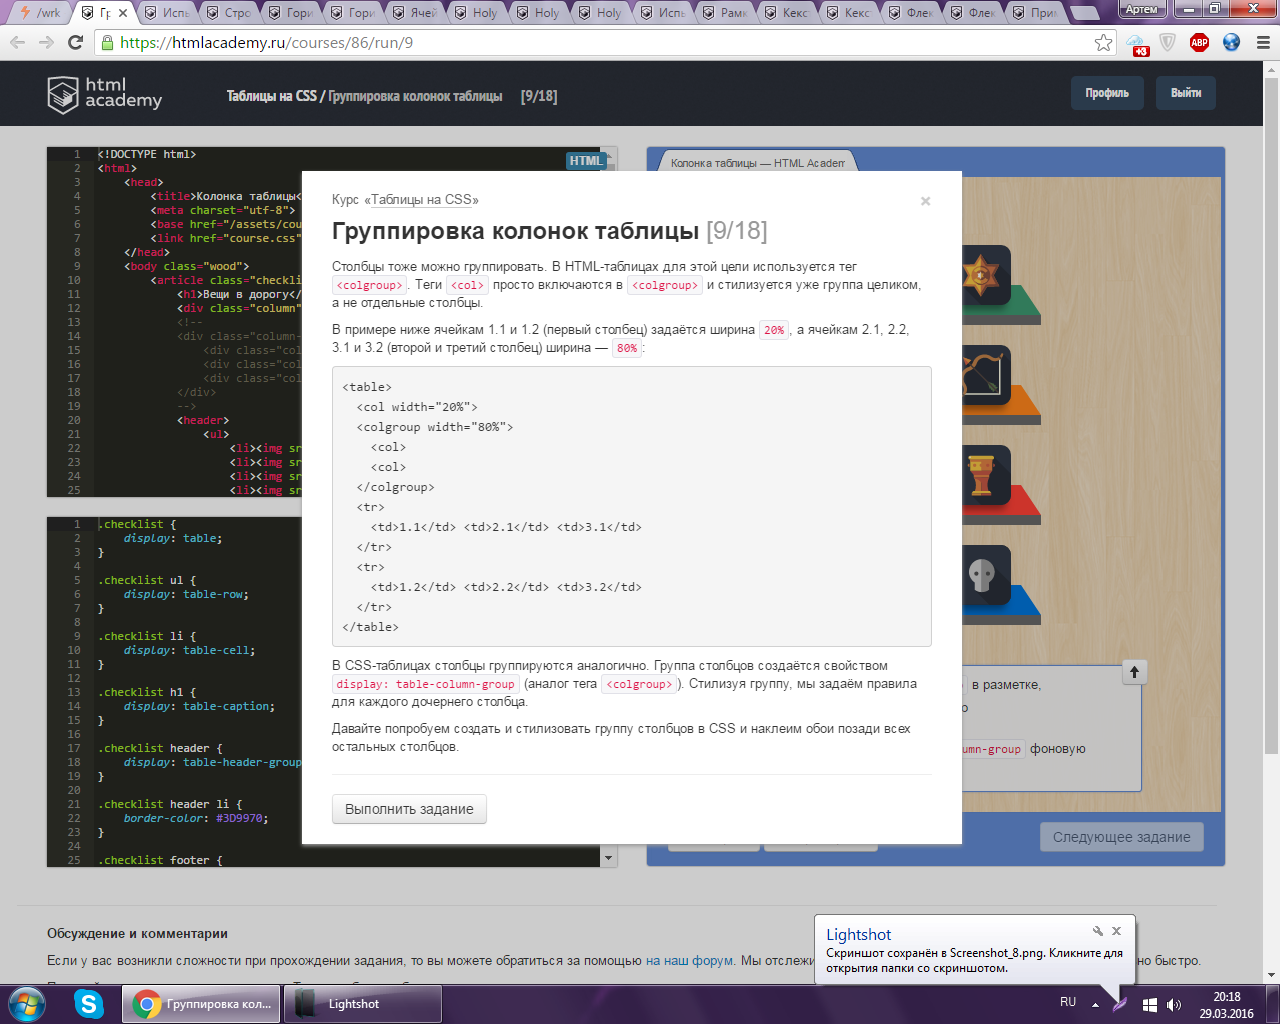 /wrk
Гр
Испь
Стро
Гори
Гори
Ячей
Holy
Holy
Holy
Испь
Рамк
Кекс
Кекс
Флек
Флек
При
Артем
https://htmlacademy.ru/courses/86/run/9
+3
ABP
html
academy
Таблицы на CSS / Группировка колонок таблицы [9/18]
Профиль
Выйти
HTML
1 <!DOCTYPE html>
2 <html>
3 <head>
4 <title>Колонка таблицы<
5 <meta charset="utf-8">
6 <base href="/assets/cou
7 <link href="course.css"
8 </head>
9 <body class="wood">
10 <article class="checkli
11 <h1>Вещи в дорогу</
12 <div class="column"
13 <!--
14 <div class="column-
15 <div class="col
16 <div class="col
17 <div class="col
18 </div>
19 -->
20 <header>
21 <ul>
22 <li><img sr
23 <li><img sr
24 <li><img sr
25 <li><img sr
1 .checklist {
2 display: table;
3 }
4
5 .checklist ul {
6 display: table-row;
7 }
8
9 .checklist li {
10 display: table-cell;
11 }
12
13 .checklist h1 {
14 display: table-caption;
15 }
16
17 .checklist header {
18 display: table-header-group
19 }
20
21 .checklist header li {
22 border-color: #3D9970;
23 }
24
25 .checklist footer {
Колонка таблицы — HTML Academ
Курс «Таблицы на CSS»
×
Группировка колонок таблицы [9/18]
Столбцы тоже можно группировать. В HTML-таблицах для этой цели используется тег
<colgroup>. Теги <col> просто включаются в <colgroup> и стилизуется уже группа целиком,
а не отдельные столбцы.
В примере ниже ячейкам 1.1 и 1.2 (первый столбец) задаётся ширина 20%, а ячейкам 2.1, 2.2,
3.1 и 3.2 (второй и третий столбец) ширина — 80%:
<table>
<col width="20%">
<colgroup width="80%">
<col>
<col>
</colgroup>
<tr>
<td>1.1</td> <td>2.1</td> <td>3.1</td>
</tr>
<tr>
<td>1.2</td> <td>2.2</td> <td>3.2</td>
</tr>
</table>
В CSS-таблицах столбцы группируются аналогично. Группа столбцов создаётся свойством
display: table-column-group (аналог тега <colgroup>). Стилизуя группу, мы задаём правила
для каждого дочернего столбца.
Давайте попробуем создать и стилизовать группу столбцов в CSS и наклеим обои позади всех
остальных столбцов.
Выполнить задание
в разметке,
о
umn-group фоновую
Следующее задание
Обсуждение и комментарии
Если у вас возникли сложности при прохождении задания, то вы можете обратиться за помощью на наш форум. Мы отслежи
но быстро.
Lightshot
Скриншот сохранён в Screenshot_8.png. Кликните для
открытия папки со скриншотом.
Группировка кол...
Lightshot
RU
20:18
29.03.2016